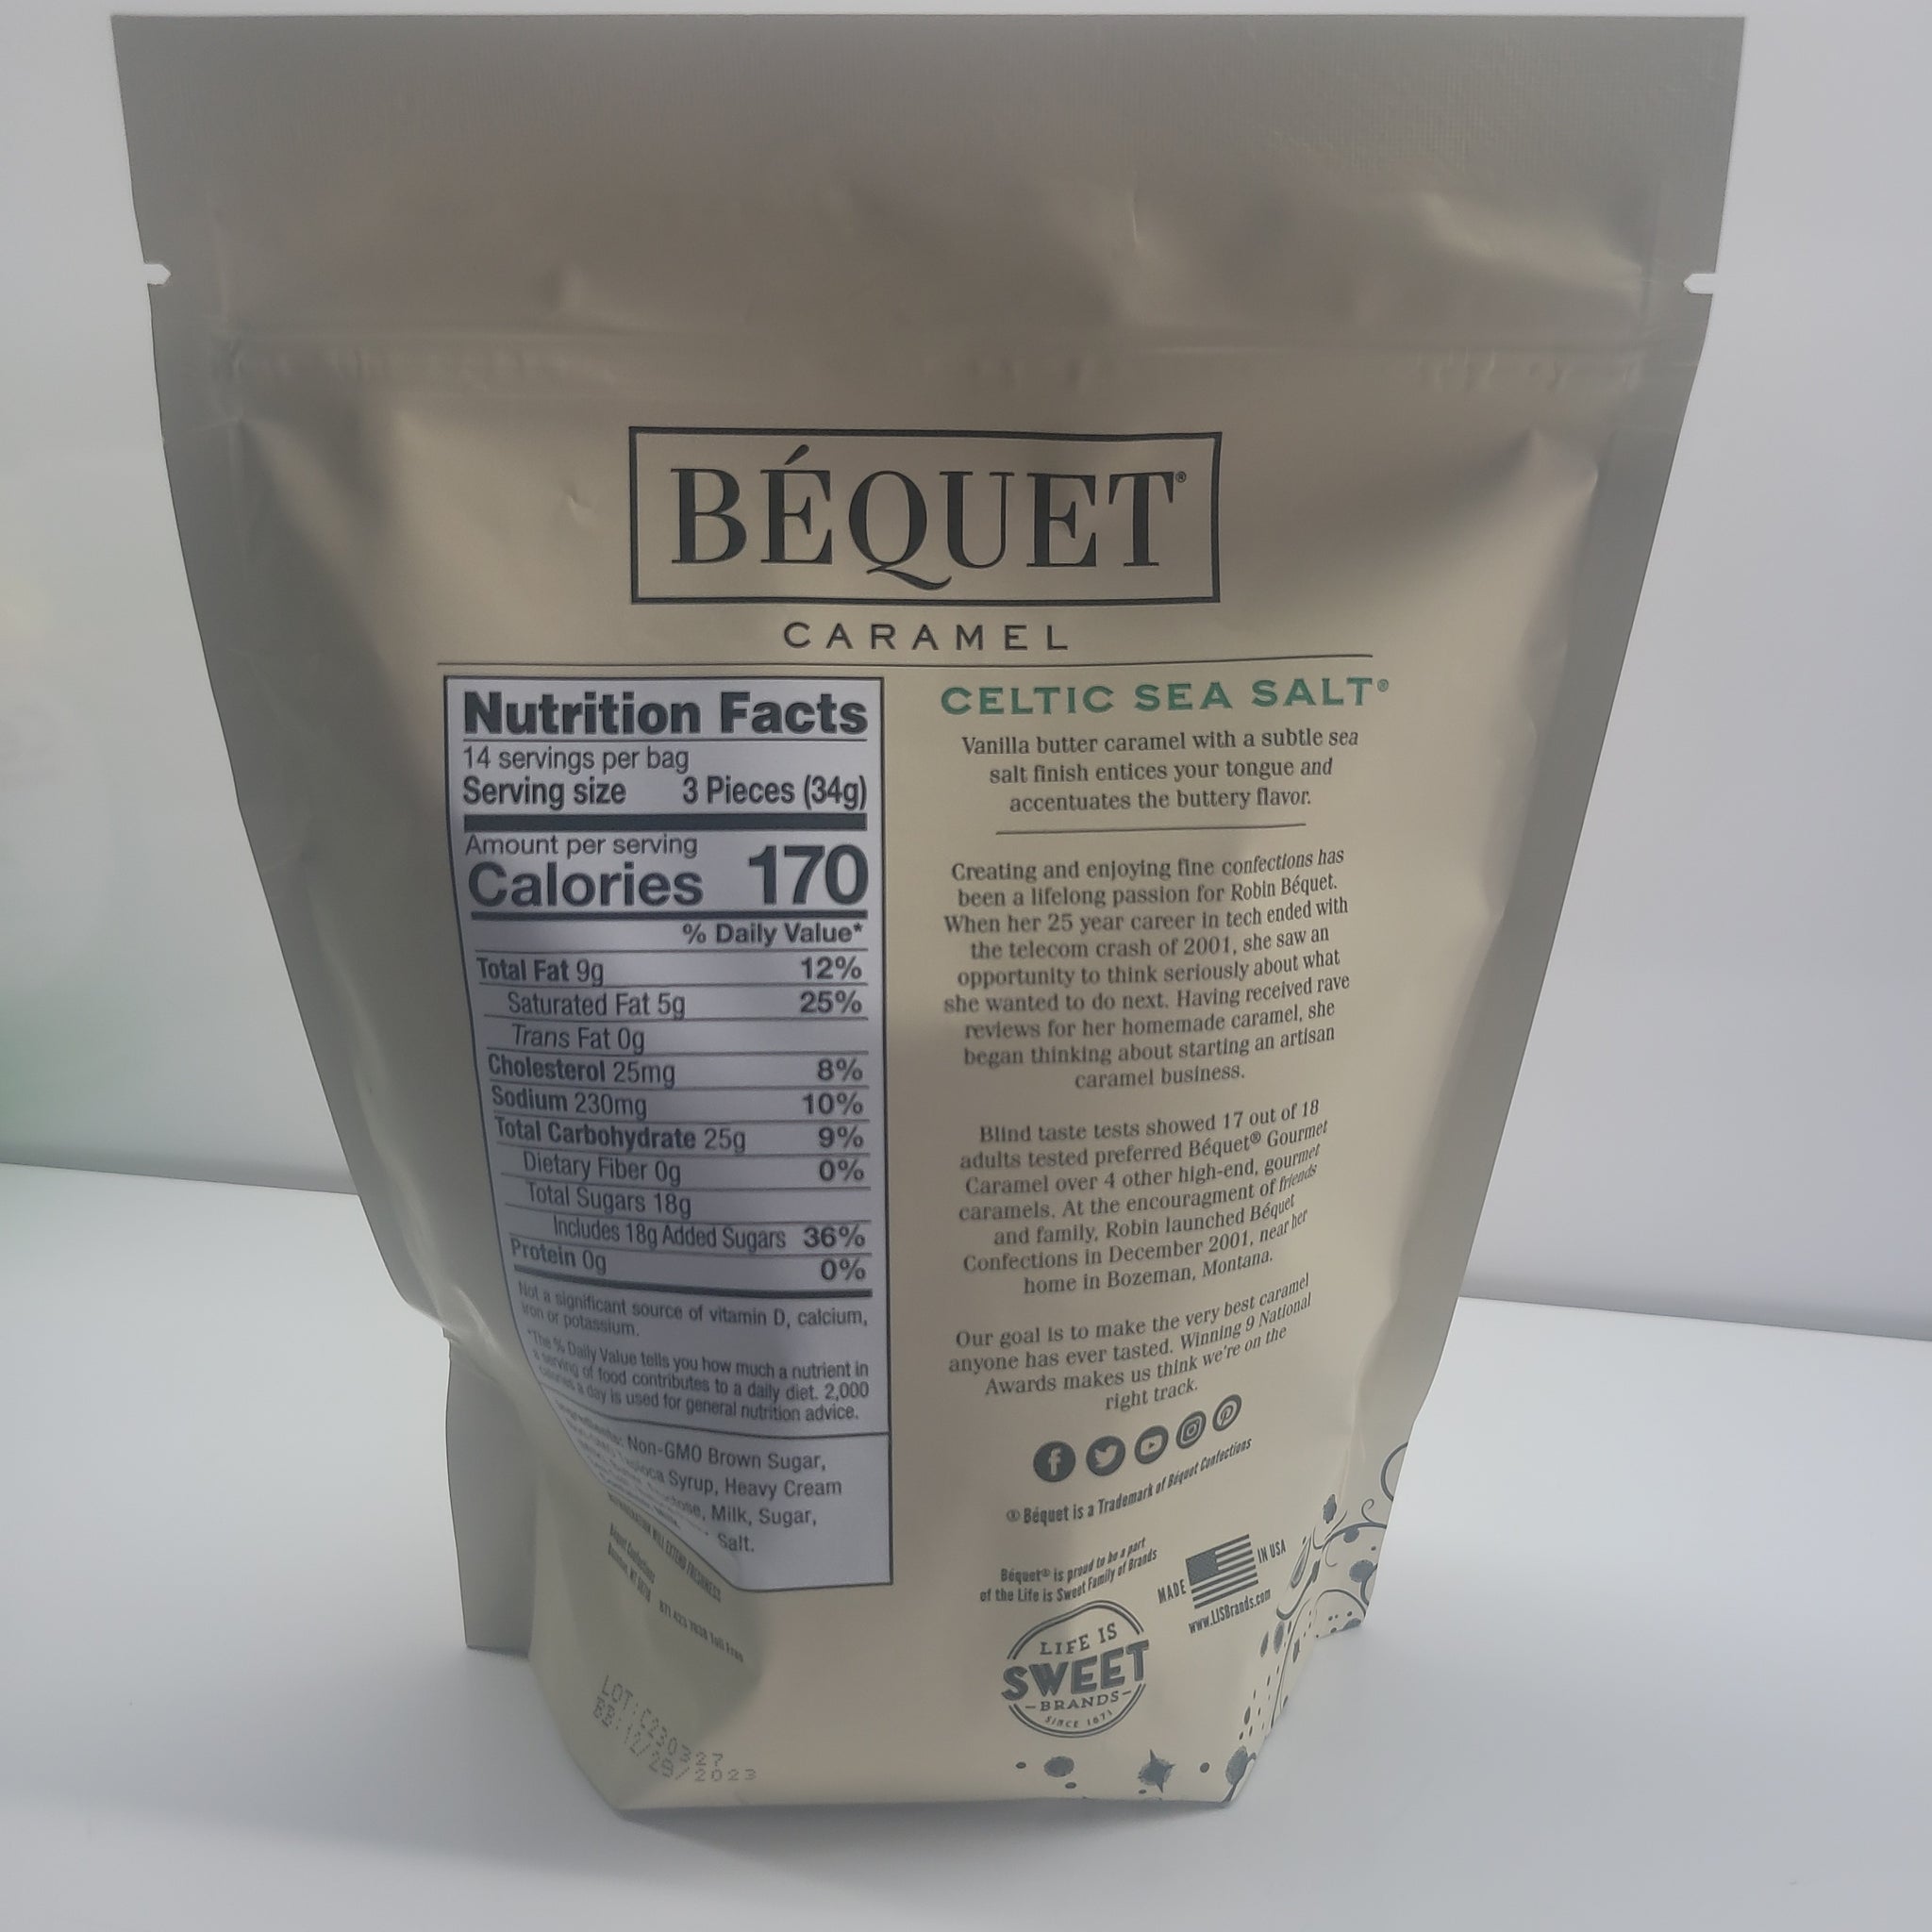 BÉQUET®
CARAMEL
Nutrition Facts
14 servings per bag
Serving size 3 Pieces (34g)
Amount per serving
Calories 170
% Daily Value*
Total Fat 9g 12%
Saturated Fat 5g 25%
Trans Fat 0g
Cholesterol 25mg 8%
Sodium 230mg 10%
Total Carbohydrate 25g 9%
Dietary Fiber 0g 0%
Total Sugars 18g
Includes 18g Added Sugars 36%
Protein 0g 0%
Not a significant source of vitamin D, calcium,
iron or potassium.
*The % Daily Value tells you how much a nutrient in
a serving of food contributes to a daily diet. 2,000
calories a day is used for general nutrition advice.
Ingredients: Non-GMO Brown Sugar,
Syrup, Heavy Cream
Milk, Sugar,
Salt.
REFRIGERATION WILL EXTEND FRESHNESS
Béquet Confections
Toll Free
LOT:C230327
BB:12/29/2023
CELTIC SEA SALT®
Vanilla butter caramel with a subtle sea
salt finish entices your tongue and
accentuates the buttery flavor.
Creating and enjoying fine confections has
been a lifelong passion for Robin Béquet.
When her 25 year career in tech ended with
the telecom crash of 2001, she saw an
opportunity to think seriously about what
she wanted to do next. Having received rave
reviews for her homemade caramel, she
began thinking about starting an artisan
caramel business.
Blind taste tests showed 17 out of 18
adults tested preferred Béquet® Gourmet
Caramel over 4 other high-end, gourmet
caramels. At the encouragment of friends
and family, Robin launched Béquet
Confections in December 2001, near her
home in Bozeman, Montana.
Our goal is to make the very best caramel
anyone has ever tasted. Winning 9 National
Awards makes us think we're on the
right track.
® Béquet is a Trademark of Béquet Confections
Béquet® is proud to be a part
of the Life is Sweet Family of Brands
LIFE IS
SWEET
-BRANDS-
SINCE 1871
MADE IN USA
www.LISBrands.com